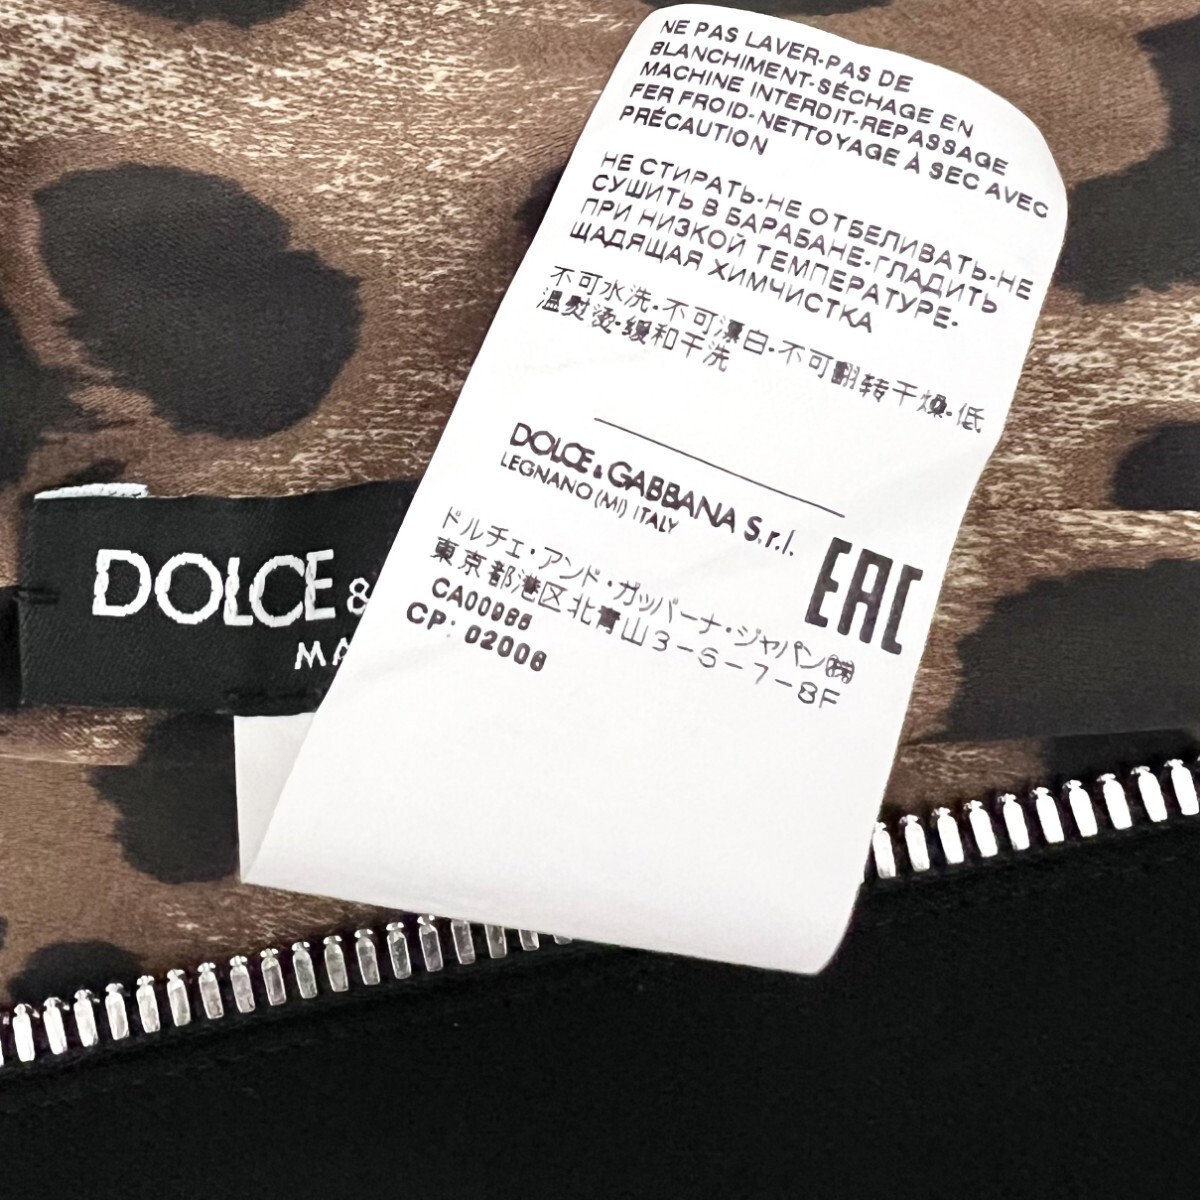 NE PAS LAVER-PAS DE
BLANCHIMENT-SÉCHAGE EN
MACHINE INTERDIT-REPASSAGE
FER FROID-NETTOYAGE À SEC AVEC
PRÉCAUTION
НЕ СТИРАТЬ-НЕ ОТБЕЛИВАТЬ-НЕ
СУШИТЬ В БАРАБАНЕ-ГЛАДИТЬ
ПРИ НИЗКОЙ ТЕМПЕРАТУРЕ-
ЩАДЯЩАЯ ХИМЧИСТКА
不可水洗-不可漂白-不可翻转干燥-低
温熨烫-缓和干洗
DOLCE&GABBANA S.r.l.
LEGNANO (MI) ITALY
EAC
ドルチェ・アンド・ガッバーナ・ジャパン㈱
東京都港区北青山3-6-7-8F
CA00986
CP: 02006
DOLCE &
MA